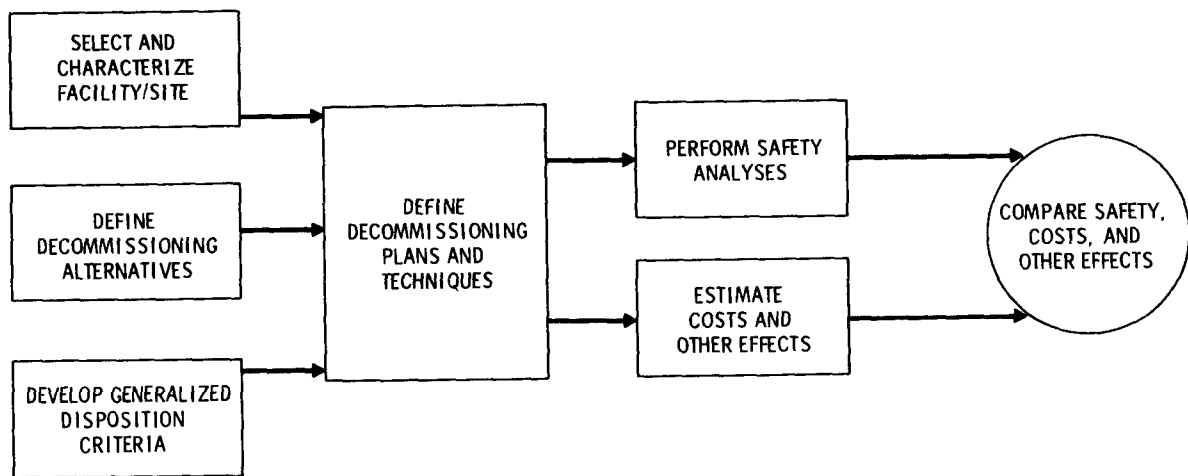 SELECT AND
CHARACTERIZE
FACILITY/SITE
DEFINE
DECOMMISSIONING
ALTERNATIVES
DEVELOP GENERALIZED
DISPOSITION
CRITERIA
DEFINE
DECOMMISSIONING
PLANS AND
TECHNIQUES
PERFORM SAFETY
ANALYSES
ESTIMATE
COSTS AND
OTHER EFFECTS
COMPARE SAFETY,
COSTS, AND
OTHER EFFECTS